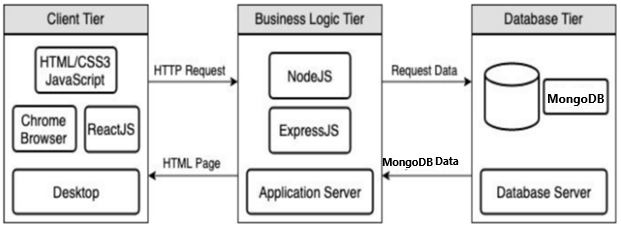 Client Tier
HTML/CSS3
JavaScript
Chrome
Browser
ReactJS
Desktop
HTTP Request
HTML Page
Business Logic Tier
NodeJS
ExpressJS
Application Server
Request Data
MongoDB Data
Database Tier
MongoDB
Database Server